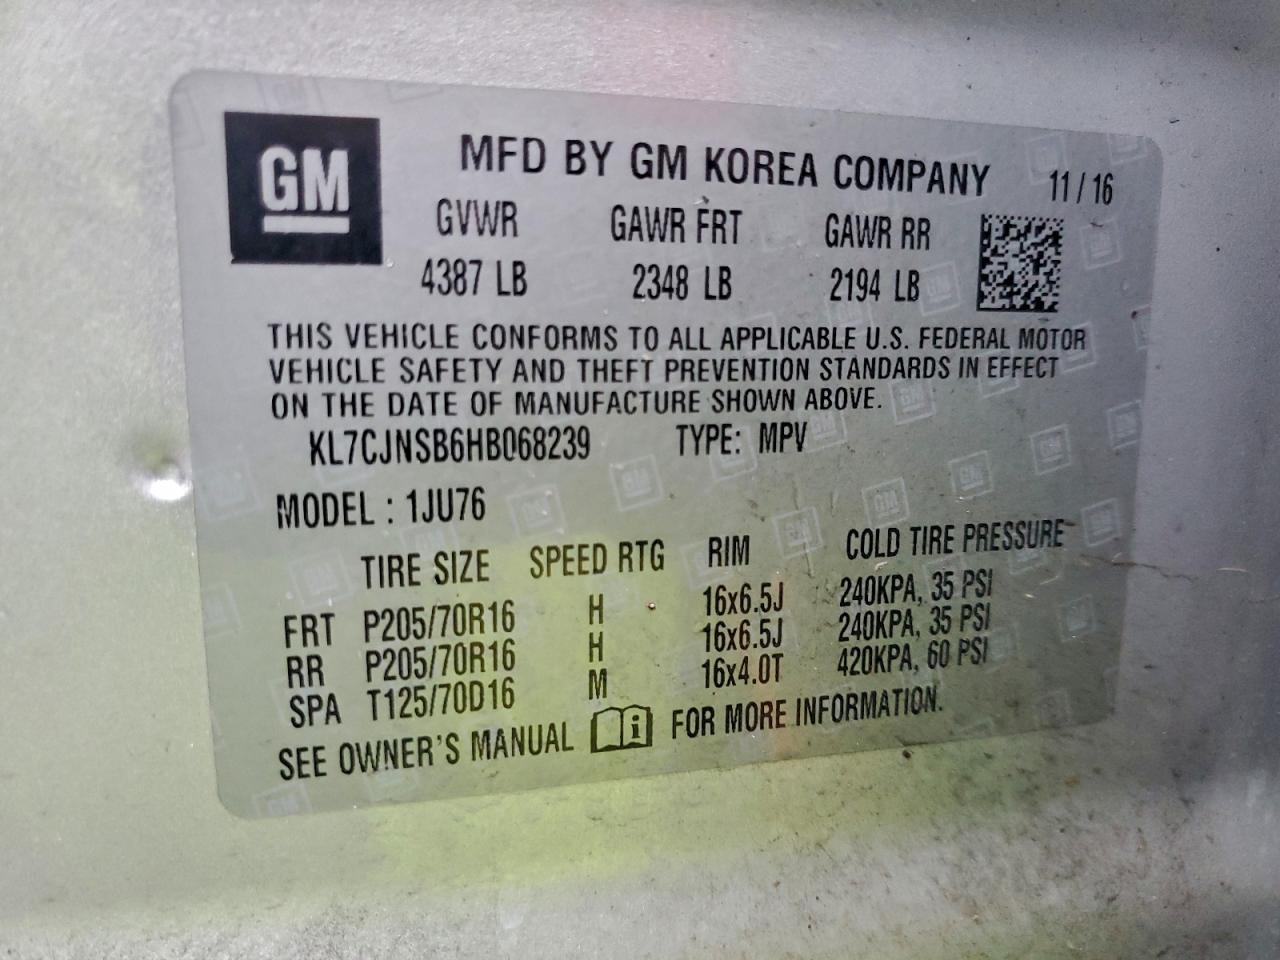 GM
MFD BY GM KOREA COMPANY 11 / 16
GVWR GAWR FRT GAWR RR
4387 LB 2348 LB 2194 LB
THIS VEHICLE CONFORMS TO ALL APPLICABLE U.S. FEDERAL MOTOR
VEHICLE SAFETY AND THEFT PREVENTION STANDARDS IN EFFECT
ON THE DATE OF MANUFACTURE SHOWN ABOVE.
KL7CJNSB6HB068239 TYPE: MPV
MODEL : 1JU76
TIRE SIZE SPEED RTG RIM COLD TIRE PRESSURE
FRT P205/70R16 H 16x6.5J 240KPA, 35 PSI
RR P205/70R16 H 16x6.5J 240KPA, 35 PSI
SPA T125/70D16 M 16x4.0T 420KPA, 60 PSI
SEE OWNER'S MANUAL i FOR MORE INFORMATION.